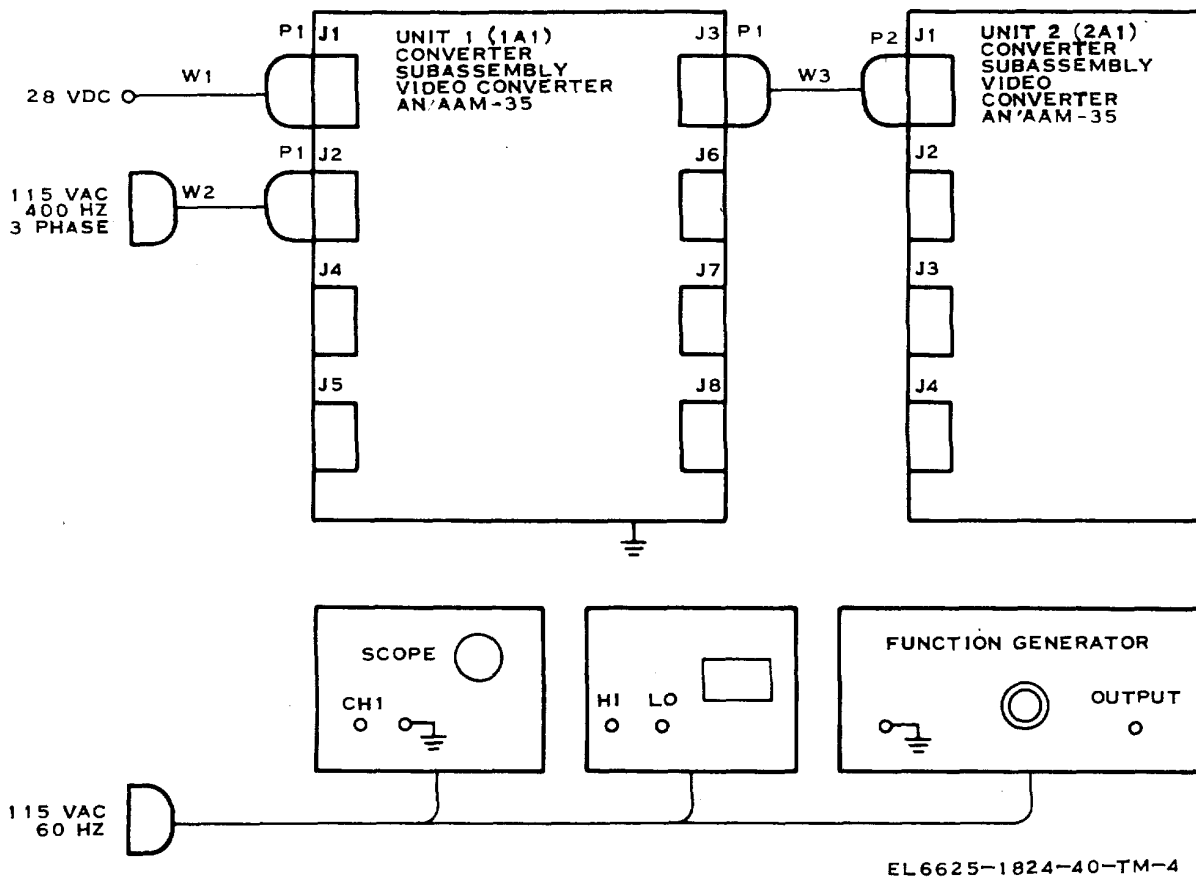 P1 J1
UNIT 1 (1A1)
CONVERTER
SUBASSEMBLY
VIDEO CONVERTER
AN/AAM-35
J3 P1
P2 J1
UNIT 2 (2A1)
CONVERTER
SUBASSEMBLY
VIDEO
CONVERTER
AN/AAM-35
28 VDC
W1
W3
P1 J2
J6
J2
115 VAC
400 HZ
3 PHASE
W2
J4
J7
J3
J5
J8
J4
SCOPE
CH1
HI LO
FUNCTION GENERATOR
OUTPUT
115 VAC
60 HZ
EL6625-1824-40-TM-4